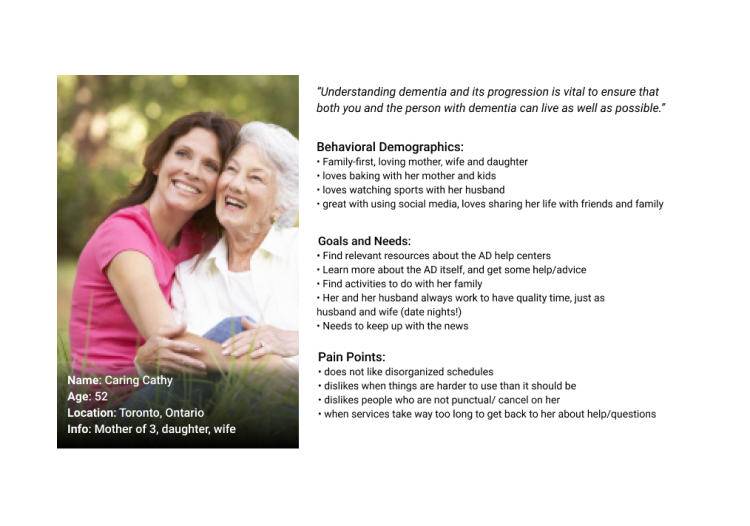 “Understanding dementia and its progression is vital to ensure that
both you and the person with dementia can live as well as possible.”
Behavioral Demographics:
• Family-first, loving mother, wife and daughter
• loves baking with her mother and kids
• loves watching sports with her husband
• great with using social media, loves sharing her life with friends and family
Goals and Needs:
• Find relevant resources about the AD help centers
• Learn more about the AD itself, and get some help/advice
• Find activities to do with her family
• Her and her husband always work to have quality time, just as
husband and wife (date nights!)
• Needs to keep up with the news
Pain Points:
• does not like disorganized schedules
• dislikes when things are harder to use than it should be
• dislikes people who are not punctual/ cancel on her
• when services take way too long to get back to her about help/questions
Name: Caring Cathy
Age: 52
Location: Toronto, Ontario
Info: Mother of 3, daughter, wife